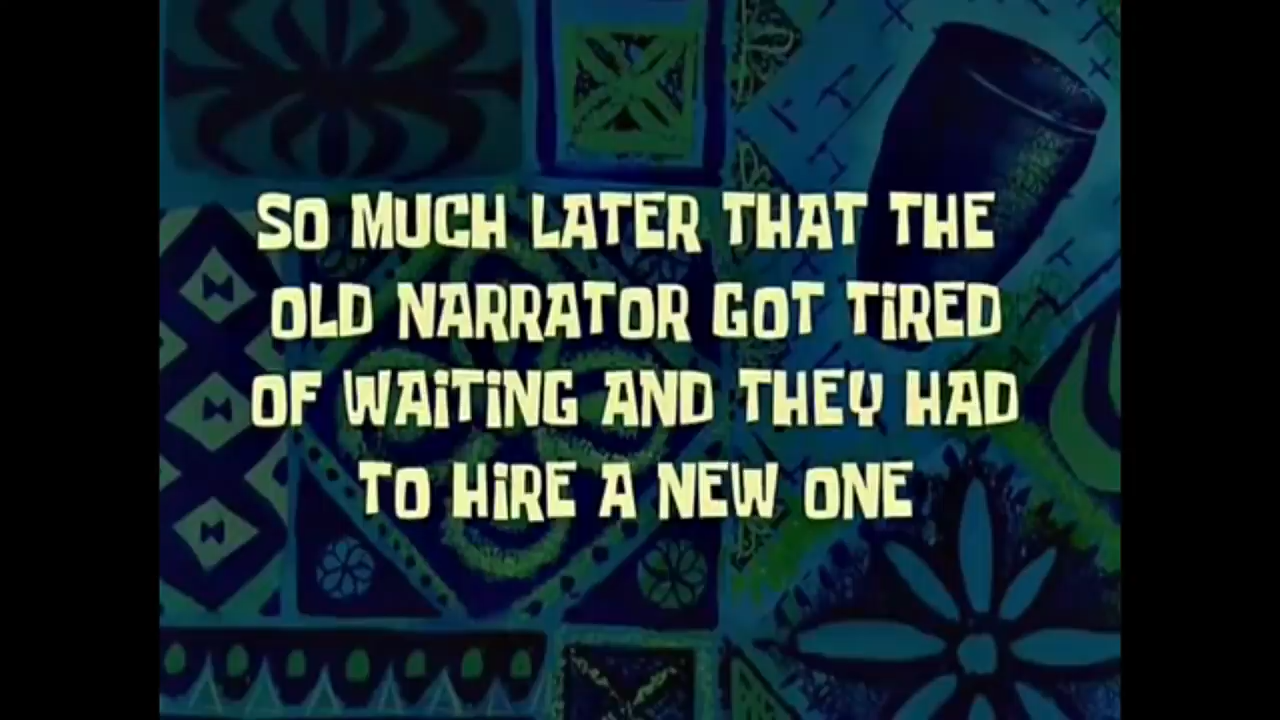 SO MUCH LATER THAT THE
OLD NARRATOR GOT TiRED
OF WAiTiNG AND THEY HAD
TO HiRE A NEW ONE